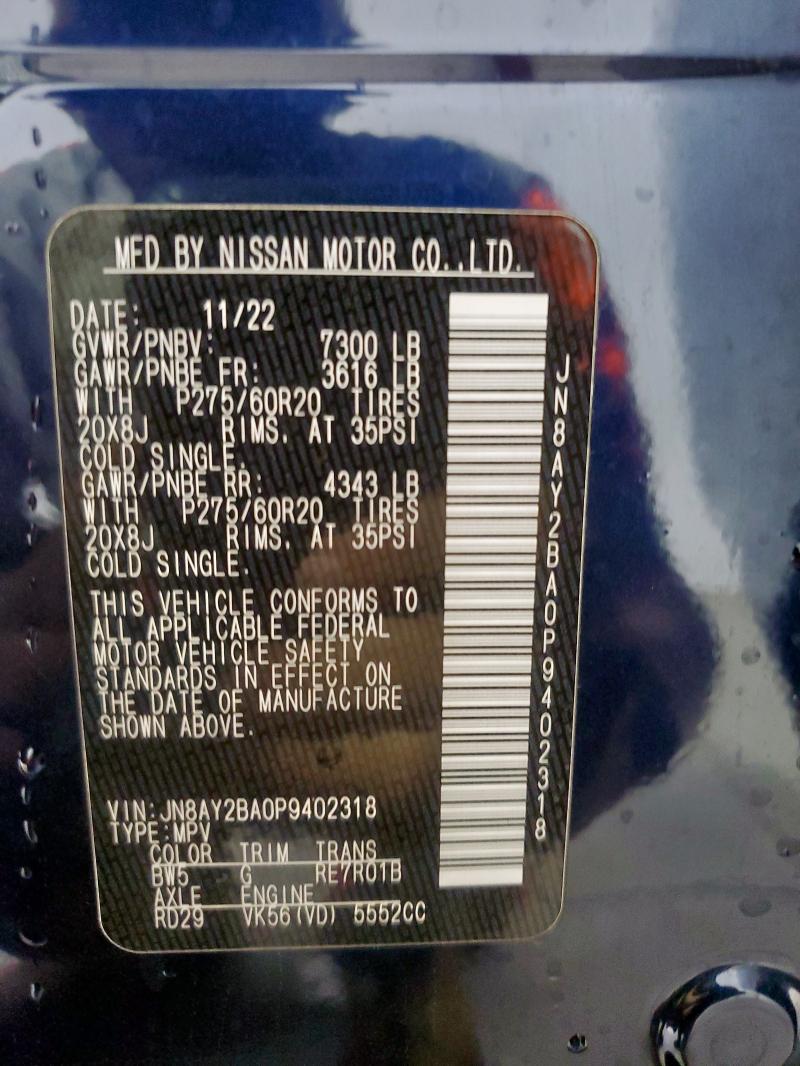 MFD BY NISSAN MOTOR CO.,LTD.
DATE: 11/22
GVWR/PNBV: 7300 LB
GAWR/PNBE FR: 3616 LB
WITH P275/60R20 TIRES
20X8J RIMS. AT 35PSI
COLD SINGLE.
GAWR/PNBE RR: 4343 LB
WITH P275/60R20 TIRES
20X8J RIMS. AT 35PSI
COLD SINGLE.
THIS VEHICLE CONFORMS TO
ALL APPLICABLE FEDERAL
MOTOR VEHICLE SAFETY
STANDARDS IN EFFECT ON
THE DATE OF MANUFACTURE
SHOWN ABOVE.
VIN:JN8AY2BA0P9402318
TYPE:MPV
COLOR TRIM TRANS
BW5 G RE7R01B
AXLE ENGINE
RD29 VK56(VD) 5552CC
JN8AY2BA0P9402318